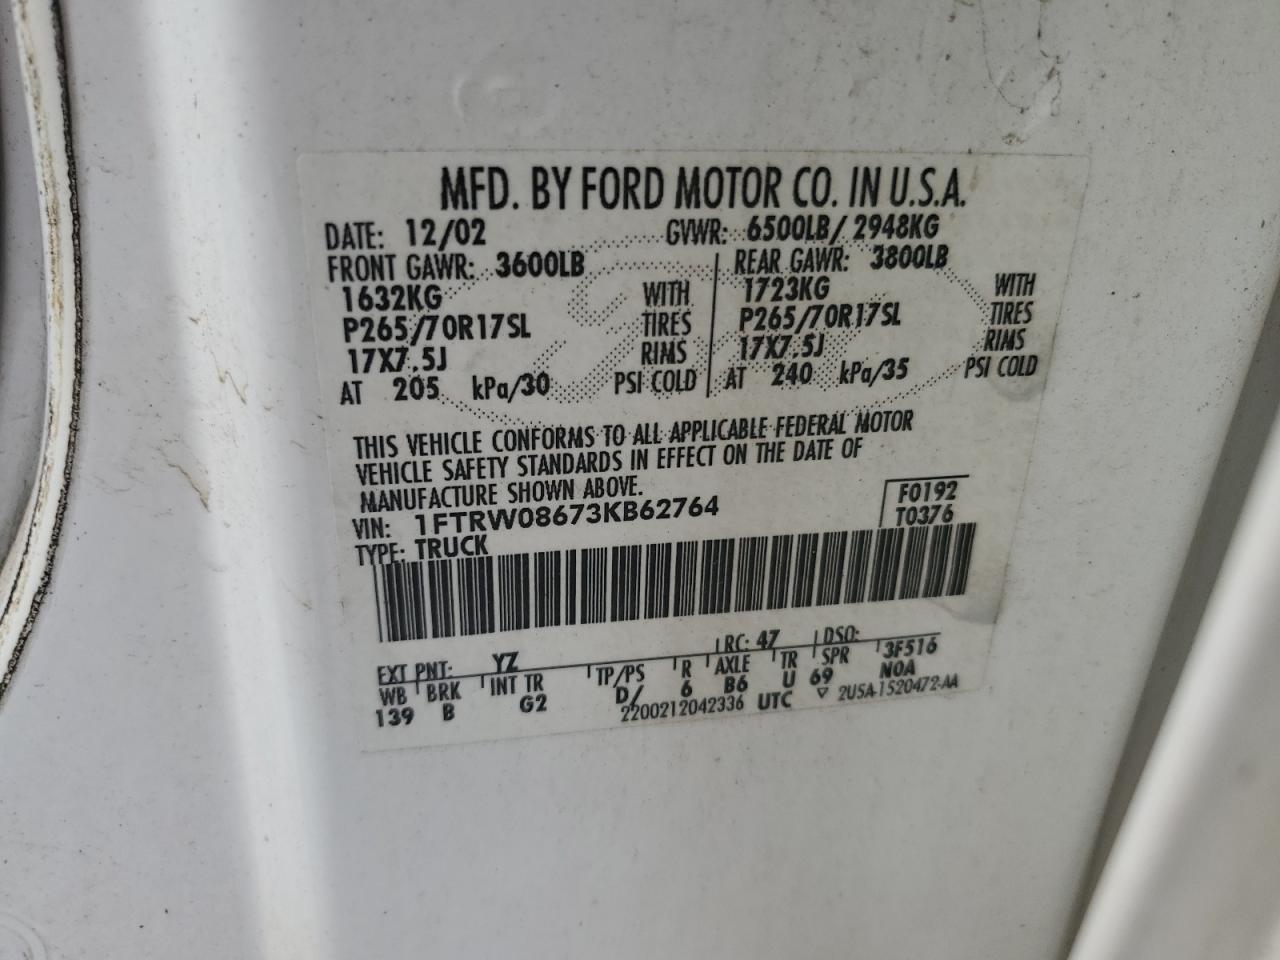 MFD. BY FORD MOTOR CO. IN U.S.A.
DATE: 12/02 GVWR: 6500LB/ 2948KG
FRONT GAWR: 3600LB REAR GAWR: 3800LB
1632KG WITH 1723KG WITH
P265/70R17SL TIRES P265/70R17SL TIRES
17X7.5J RIMS 17X7.5J RIMS
AT 205 kPa/30 PSI COLD AT 240 kPa/35 PSI COLD
THIS VEHICLE CONFORMS TO ALL APPLICABLE FEDERAL MOTOR
VEHICLE SAFETY STANDARDS IN EFFECT ON THE DATE OF
MANUFACTURE SHOWN ABOVE.
VIN: 1FTRW08673KB62764 F0192
TYPE: TRUCK T0376
EXT PNT: YZ RC: 47 DSO: 3F516
WB BRK INT TR TP/PS R AXLE TR SPR N0A
139 B G2 D/ 6 B6 U 69
2200212042336 UTC ▽ 2USA-1520472-AA